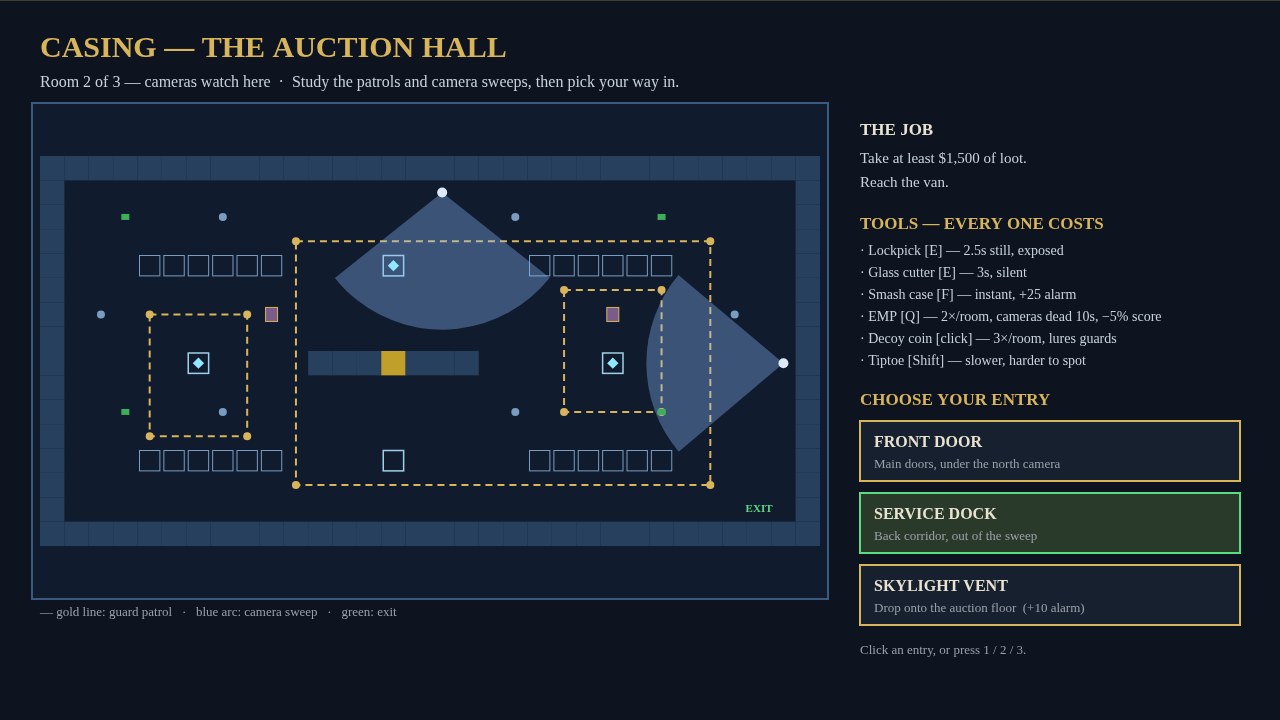 CASING — THE AUCTION HALL
Room 2 of 3 — cameras watch here · Study the patrols and camera sweeps, then pick your way in.
EXIT
— gold line: guard patrol · blue arc: camera sweep · green: exit
THE JOB
Take at least $1,500 of loot.
Reach the van.
TOOLS — EVERY ONE COSTS
· Lockpick [E] — 2.5s still, exposed
· Glass cutter [E] — 3s, silent
· Smash case [F] — instant, +25 alarm
· EMP [Q] — 2×/room, cameras dead 10s, −5% score
· Decoy coin [click] — 3×/room, lures guards
· Tiptoe [Shift] — slower, harder to spot
CHOOSE YOUR ENTRY
FRONT DOOR
Main doors, under the north camera
SERVICE DOCK
Back corridor, out of the sweep
SKYLIGHT VENT
Drop onto the auction floor (+10 alarm)
Click an entry, or press 1 / 2 / 3.